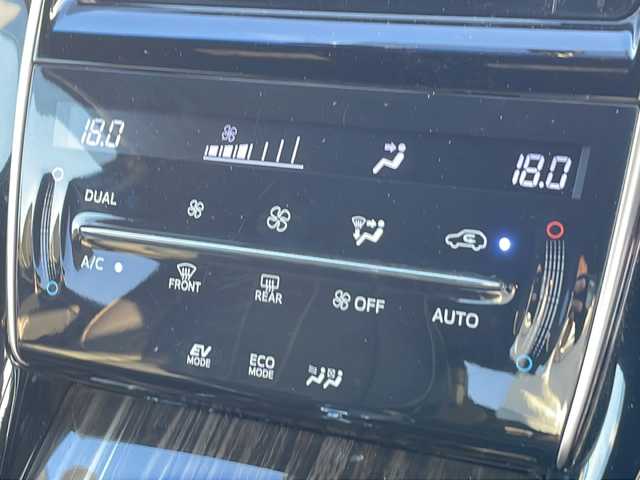 18.0
18.0
DUAL
A/C
FRONT
REAR
OFF
AUTO
EV
MODE
ECO
MODE